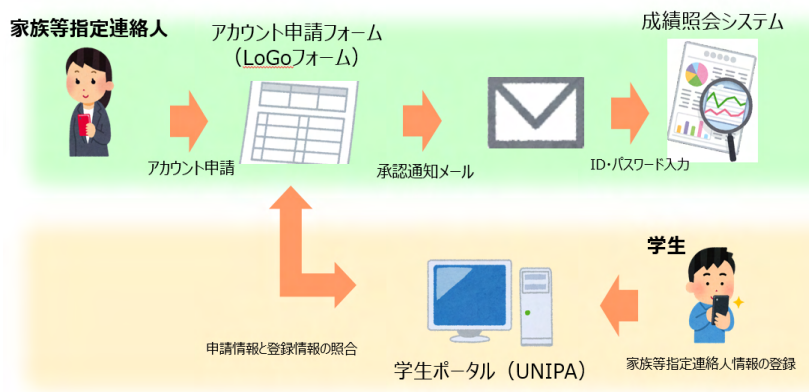 家族等指定連絡人
アカウント申請フォーム
（LoGoフォーム）
成績照会システム
アカウント申請
承認通知メール
ID・パスワード入力
学生
申請情報と登録情報の照合
学生ポータル（UNIPA）
家族等指定連絡人情報の登録